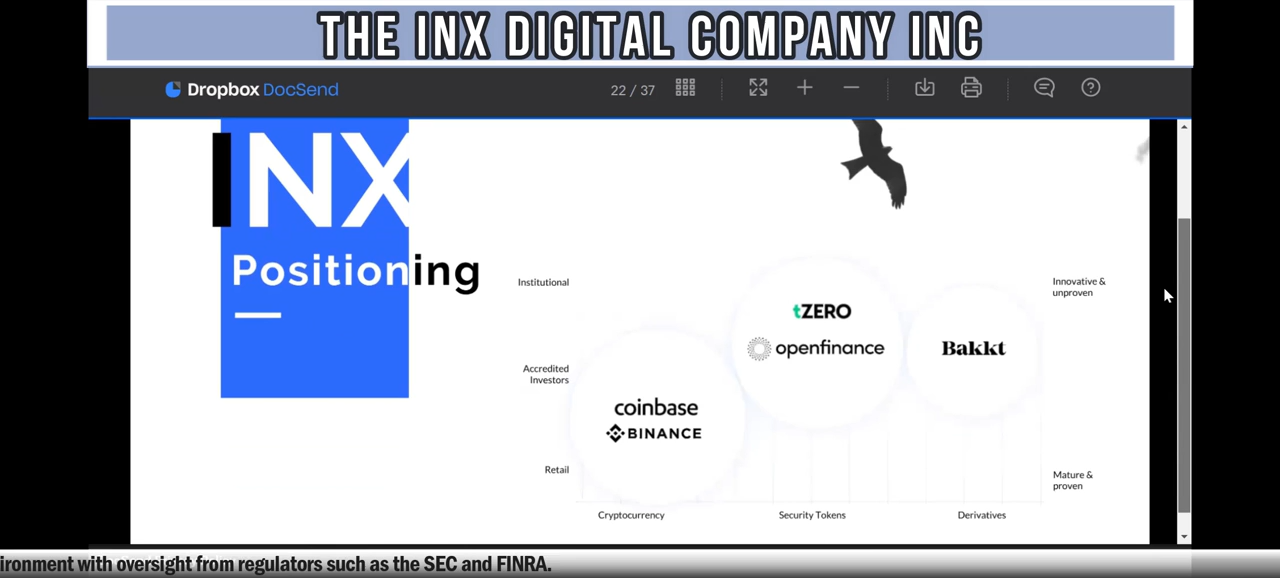 THE INX DIGITAL COMPANY INC
Dropbox DocSend
22 / 37
INX
Positioning
Institutional
Accredited
Investors
Retail
tZERO
openfinance
Bakkt
coinbase
BINANCE
Innovative &
unproven
Mature &
proven
Cryptocurrency
Security Tokens
Derivatives
ironment with oversight from regulators such as the SEC and FINRA.